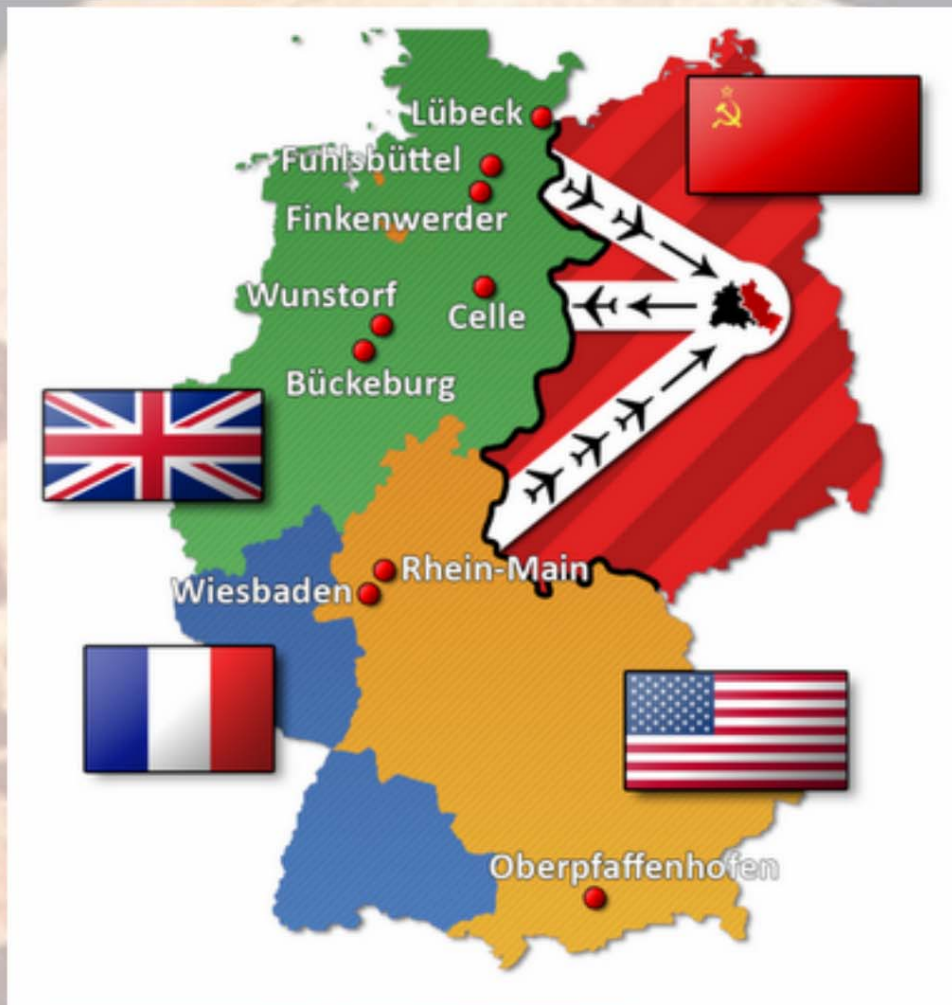 Lübeck
Fuhlsbüttel
Finkenwerder
Wunstorf
Celle
Bückeburg
Rhein-Main
Wiesbaden
Oberpfaffenhofen